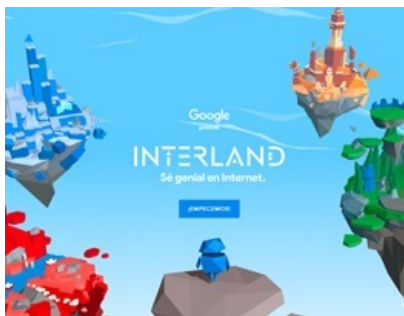 Google
presenta
INTERLAND
Sé genial en Internet.
¡EMPECEMOS!